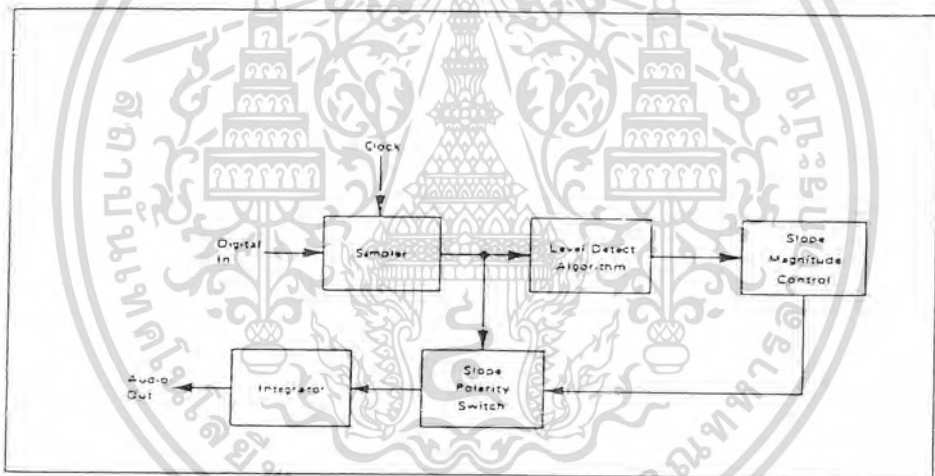 Clock
Digital
In
Sampler
Level Detect
Algorithm
Slope
Magnitude
Control
Audio
Out
Integrator
Slope
Polarity
Switch